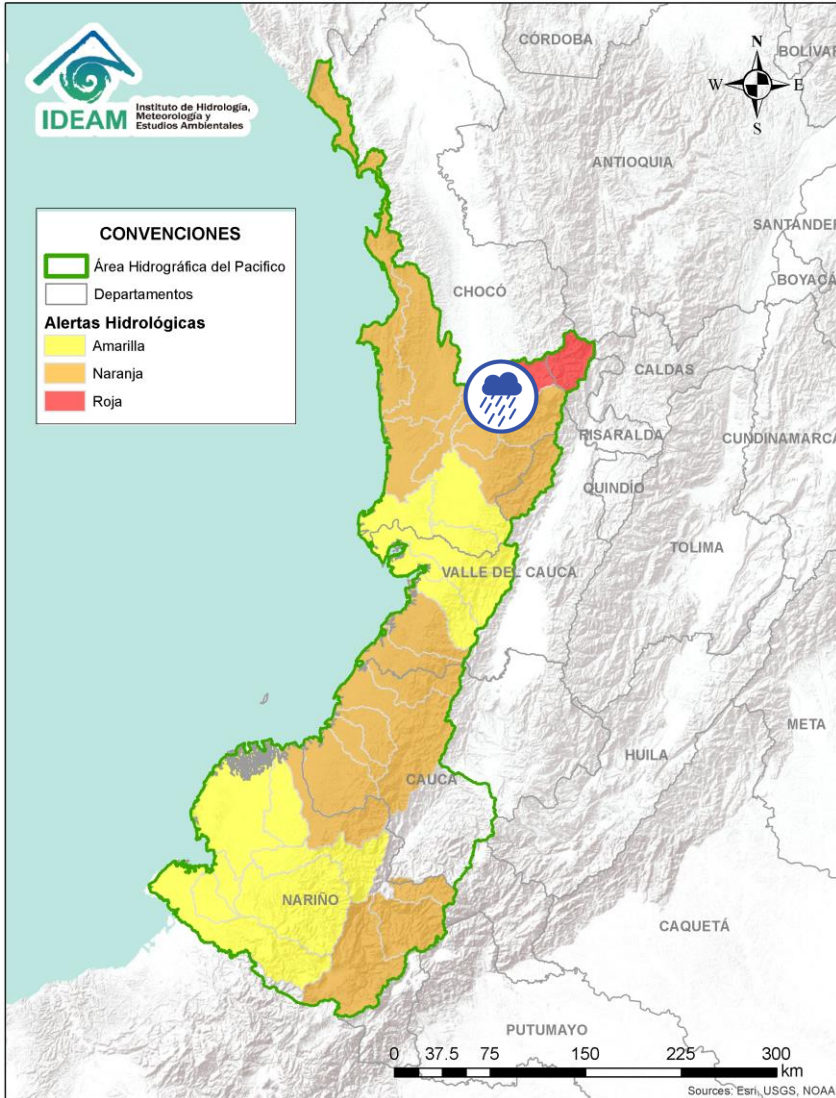 IDEAM
Instituto de Hidrología,
Meteorología y
Estudios Ambientales
CÓRDOBA
BOLÍVAR
N
W
E
S
ANTIOQUIA
SANTANDER
BOYACÁ
CONVENCIONES
Área Hidrográfica del Pacifico
Departamentos
Alertas Hidrológicas
Amarilla
Naranja
Roja
CHOCÓ
CALDAS
RISARALDA
CUNDINAMARCA
QUINDÍO
TOLIMA
VALLE DEL CAUCA
META
HUILA
CAUCA
NARIÑO
CAQUETÁ
PUTUMAYO
0 37.5 75 150 225 300
km
Sources: Esri, USGS, NOAA